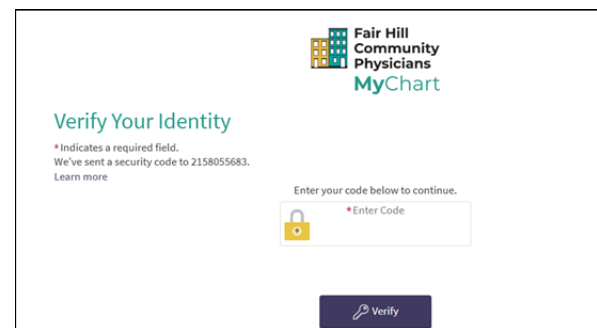 Fair Hill
Community
Physicians
MyChart
Verify Your Identity
*Indicates a required field.
We've sent a security code to 2158055683.
Learn more
Enter your code below to continue.
*Enter Code
Verify